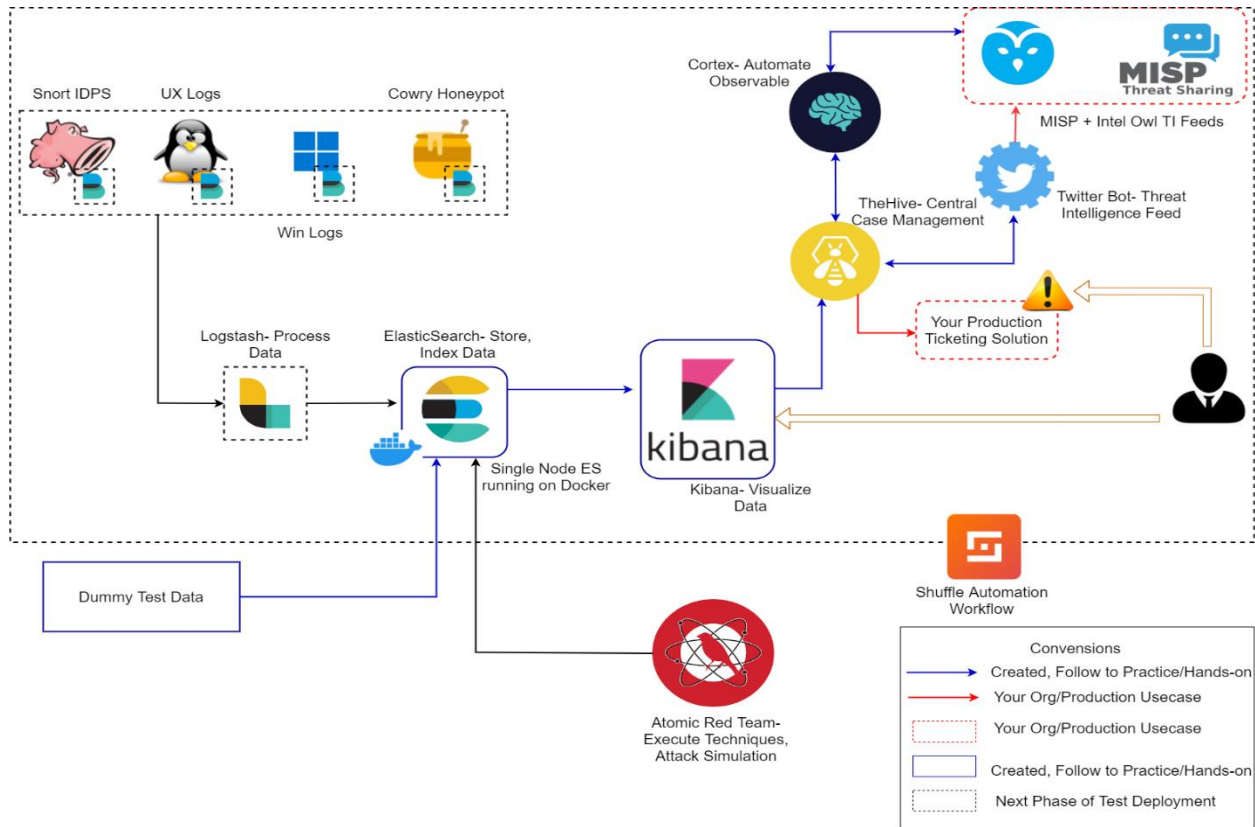 Snort IDPS
UX Logs
Cowry Honeypot
Win Logs
Cortex- Automate
Observable
MISP
Threat Sharing
MISP + Intel Owl TI Feeds
TheHive- Central
Case Management
Twitter Bot- Threat
Intelligence Feed
Your Production
Ticketing Solution
Logstash- Process
Data
ElasticSearch- Store,
Index Data
Single Node ES
running on Docker
kibana
Kibana- Visualize
Data
Dummy Test Data
Atomic Red Team-
Execute Techniques,
Attack Simulation
Shuffle Automation
Workflow
Convensions
Created, Follow to Practice/Hands-on
Your Org/Production Usecase
Your Org/Production Usecase
Created, Follow to Practice/Hands-on
Next Phase of Test Deployment